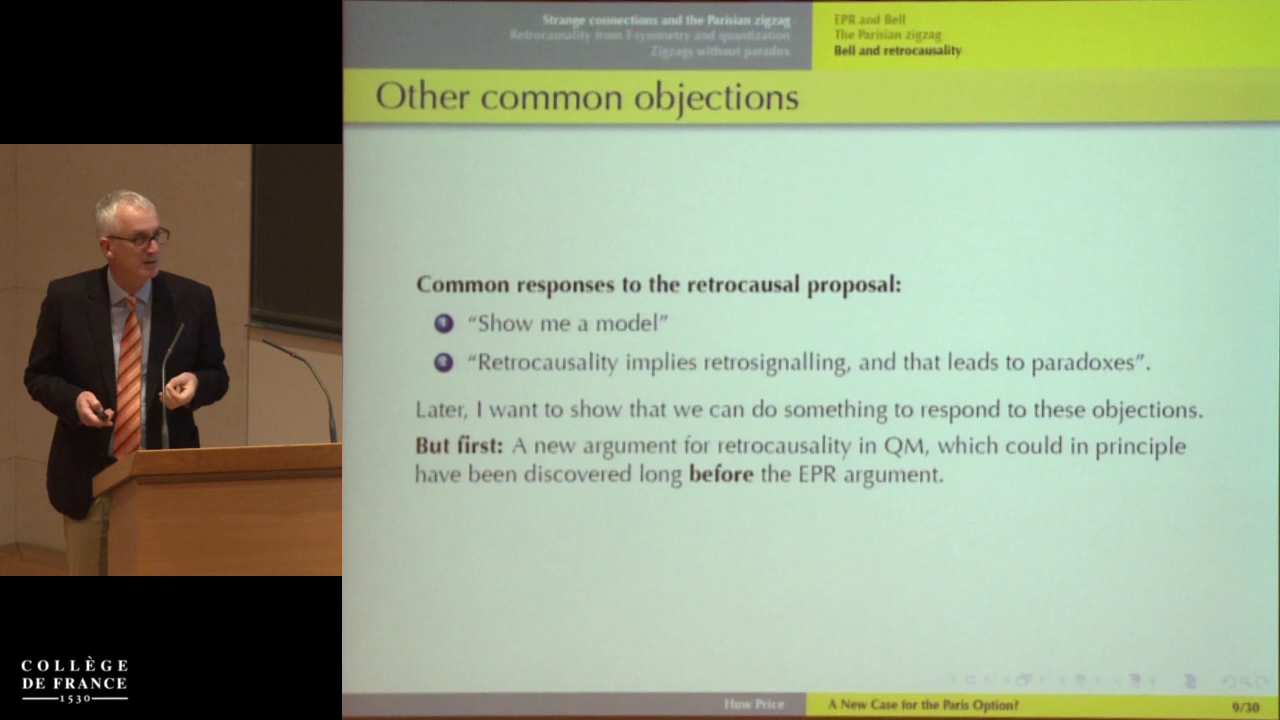 Strange connections and the Parisian zigzag
Retrocausality from T-symmetry and quantization
Zigzags without paradox
EPR and Bell
The Parisian zigzag
Bell and retrocausality
Other common objections
Common responses to the retrocausal proposal:
1 "Show me a model"
2 "Retrocausality implies retrosignalling, and that leads to paradoxes".
Later, I want to show that we can do something to respond to these objections.
But first: A new argument for retrocausality in QM, which could in principle
have been discovered long before the EPR argument.
Huw Price
A New Case for the Paris Option?
9/30
COLLÈGE
DE FRANCE
1530